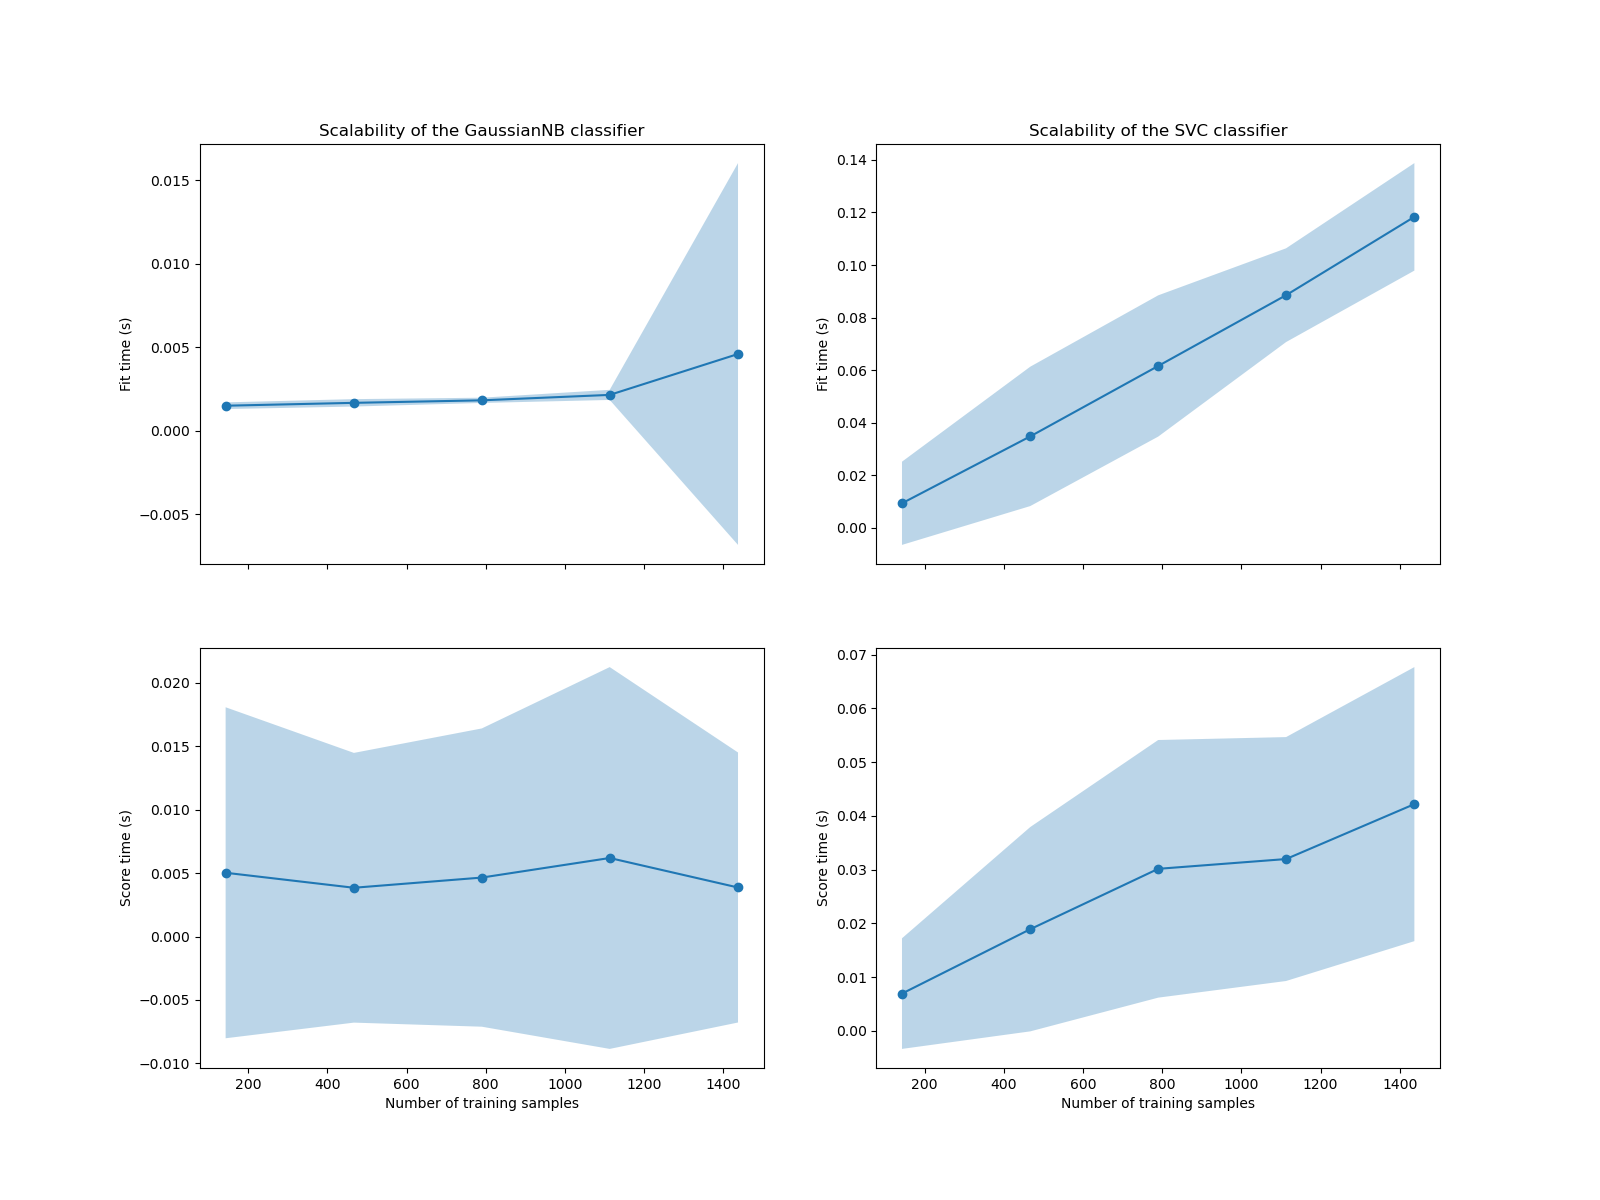 Scalability of the GaussianNB classifier
Scalability of the SVC classifier
0.015
0.010
0.005
0.000
−0.005
Fit time (s)
0.14
0.12
0.10
0.08
0.06
0.04
0.02
0.00
Fit time (s)
0.020
0.015
0.010
0.005
0.000
−0.005
−0.010
Score time (s)
200 400 600 800 1000 1200 1400
Number of training samples
0.07
0.06
0.05
0.04
0.03
0.02
0.01
0.00
Score time (s)
200 400 600 800 1000 1200 1400
Number of training samples